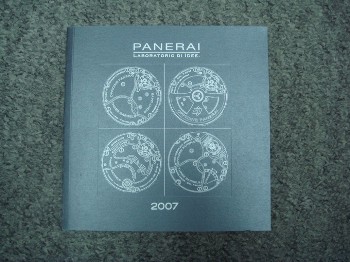 PANERAI
LABORATORIO DI IDEE.
2007